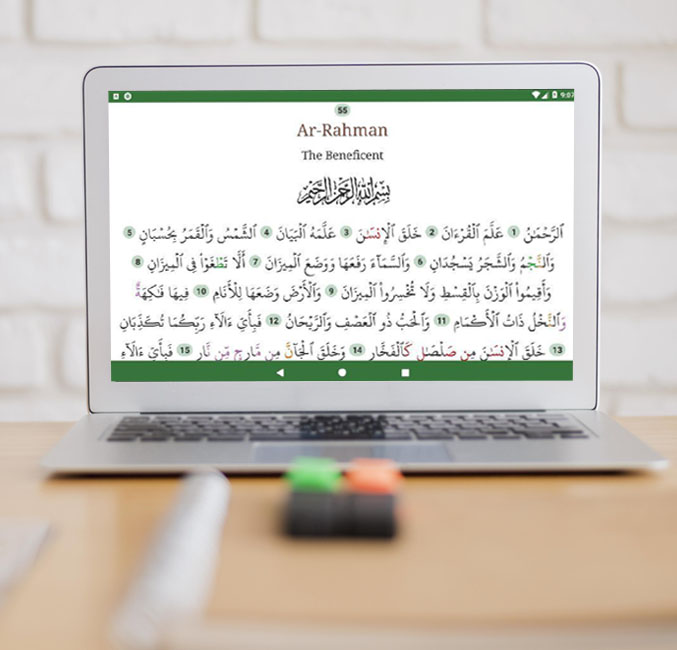 9:07
55
Ar-Rahman
The Beneficent
بِسْمِ اللَّهِ الرَّحْمَنِ الرَّحِيمِ
ٱلرَّحْمَٰنُ 1 عَلَّمَ ٱلْقُرْءَانَ 2 خَلَقَ ٱلْإِنسَٰنَ 3 عَلَّمَهُ ٱلْبَيَانَ 4 ٱلشَّمْسُ وَٱلْقَمَرُ بِحُسْبَانٍ 5
وَٱلنَّجْمُ وَٱلشَّجَرُ يَسْجُدَانِ 6 وَٱلسَّمَآءَ رَفَعَهَا وَوَضَعَ ٱلْمِيزَانَ 7 أَلَّا تَطْغَوْا۟ فِى ٱلْمِيزَانِ 8
وَأَقِيمُوا۟ ٱلْوَزْنَ بِٱلْقِسْطِ وَلَا تُخْسِرُوا۟ ٱلْمِيزَانَ 9 وَٱلْأَرْضَ وَضَعَهَا لِلْأَنَامِ 10 فِيهَا فَٰكِهَةٌ
وَٱلنَّخْلُ ذَاتُ ٱلْأَكْمَامِ 11 وَٱلْحَبُّ ذُو ٱلْعَصْفِ وَٱلرَّيْحَانُ 12 فَبِأَىِّ ءَالَآءِ رَبِّكُمَا تُكَذِّبَانِ
13 خَلَقَ ٱلْإِنسَٰنَ مِن صَلْصَٰلٍ كَٱلْفَخَّارِ 14 وَخَلَقَ ٱلْجَآنَّ مِن مَّارِجٍ مِّن نَّارٍ 15 فَبِأَىِّ ءَالَآءِ